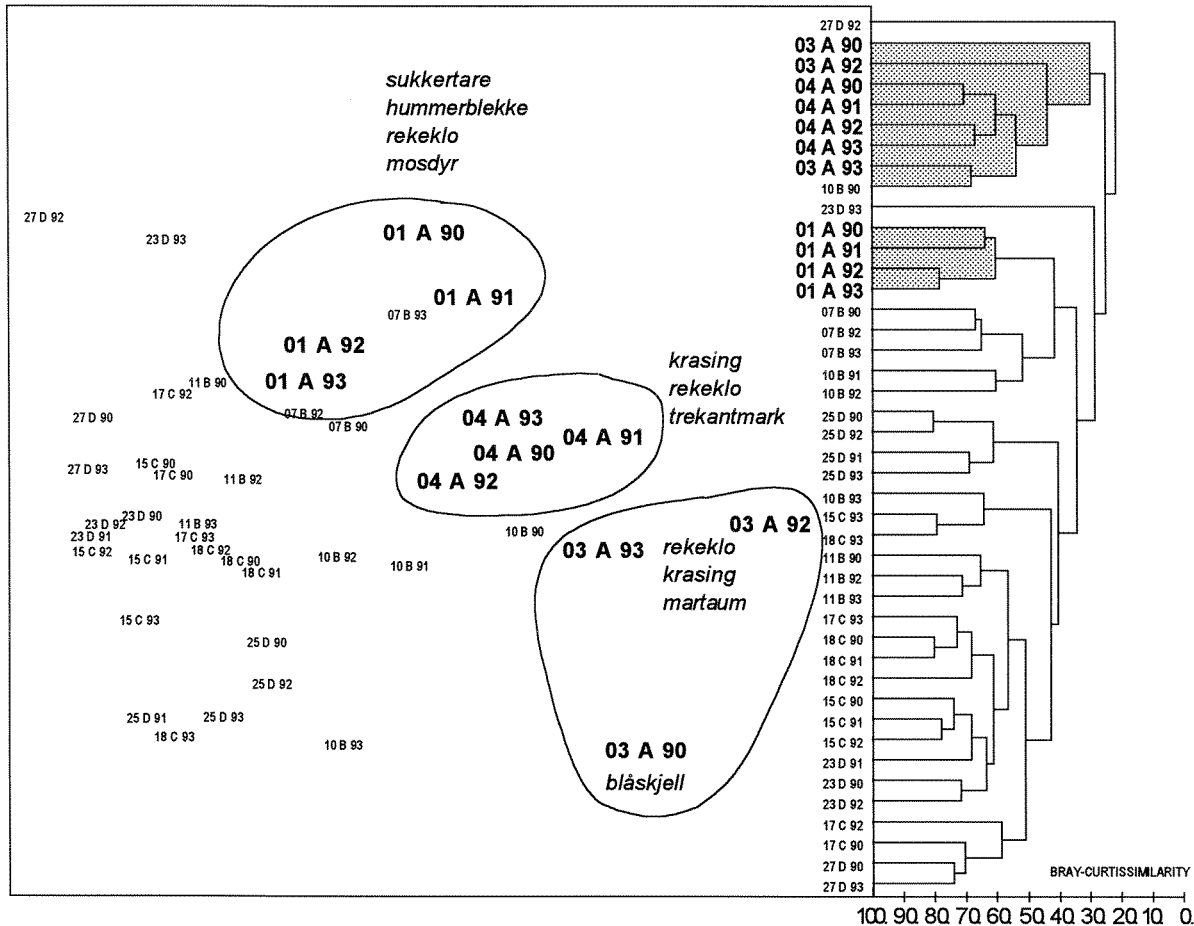 sukkertare
hummerblekke
rekeklo
mosdyr
27 D 92
23 D 93
01 A 90
01 A 91
07 B 93
01 A 92
01 A 93
11 B 90
17 C 92
27 D 90
07 B 92
07 B 90
krasing
rekeklo
trekantmark
04 A 93
04 A 91
04 A 90
04 A 92
27 D 93
15 C 90
17 C 90
11 B 92
23 D 90
23 D 92
11 B 93
23 D 91
17 C 93
15 C 92
18 C 92
15 C 91
18 C 90
18 C 91
10 B 92
10 B 91
10 B 90
03 A 92
03 A 93
rekeklo
krasing
martaum
15 C 93
25 D 90
25 D 92
25 D 91
25 D 93
18 C 93
10 B 93
03 A 90
blåskjell
27 D 92
03 A 90
03 A 92
04 A 90
04 A 91
04 A 92
04 A 93
03 A 93
10 B 90
23 D 93
01 A 90
01 A 91
01 A 92
01 A 93
07 B 90
07 B 92
07 B 93
10 B 91
10 B 92
25 D 90
25 D 92
25 D 91
25 D 93
10 B 93
15 C 93
18 C 93
11 B 90
11 B 92
11 B 93
17 C 93
18 C 90
18 C 91
18 C 92
15 C 90
15 C 91
15 C 92
23 D 91
23 D 90
23 D 92
17 C 92
17 C 90
27 D 90
27 D 93
BRAY-CURTISSIMILARITY
100. 90. 80. 70. 60. 50. 40. 30. 20. 10. 0.